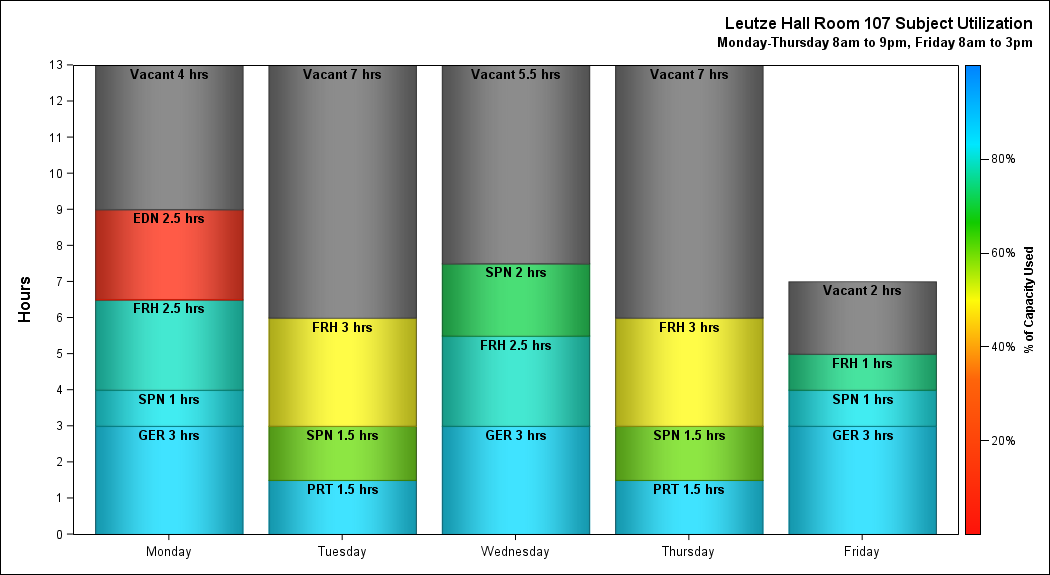 Leutze Hall Room 107 Subject Utilization
Monday-Thursday 8am to 9pm, Friday 8am to 3pm
Hours
13
12
11
10
9
8
7
6
5
4
3
2
1
0
Vacant 4 hrs
EDN 2.5 hrs
FRH 2.5 hrs
SPN 1 hrs
GER 3 hrs
Monday
Vacant 7 hrs
FRH 3 hrs
SPN 1.5 hrs
PRT 1.5 hrs
Tuesday
Vacant 5.5 hrs
SPN 2 hrs
FRH 2.5 hrs
GER 3 hrs
Wednesday
Vacant 7 hrs
FRH 3 hrs
SPN 1.5 hrs
PRT 1.5 hrs
Thursday
Vacant 2 hrs
FRH 1 hrs
SPN 1 hrs
GER 3 hrs
Friday
80%
60%
40%
20%
% of Capacity Used